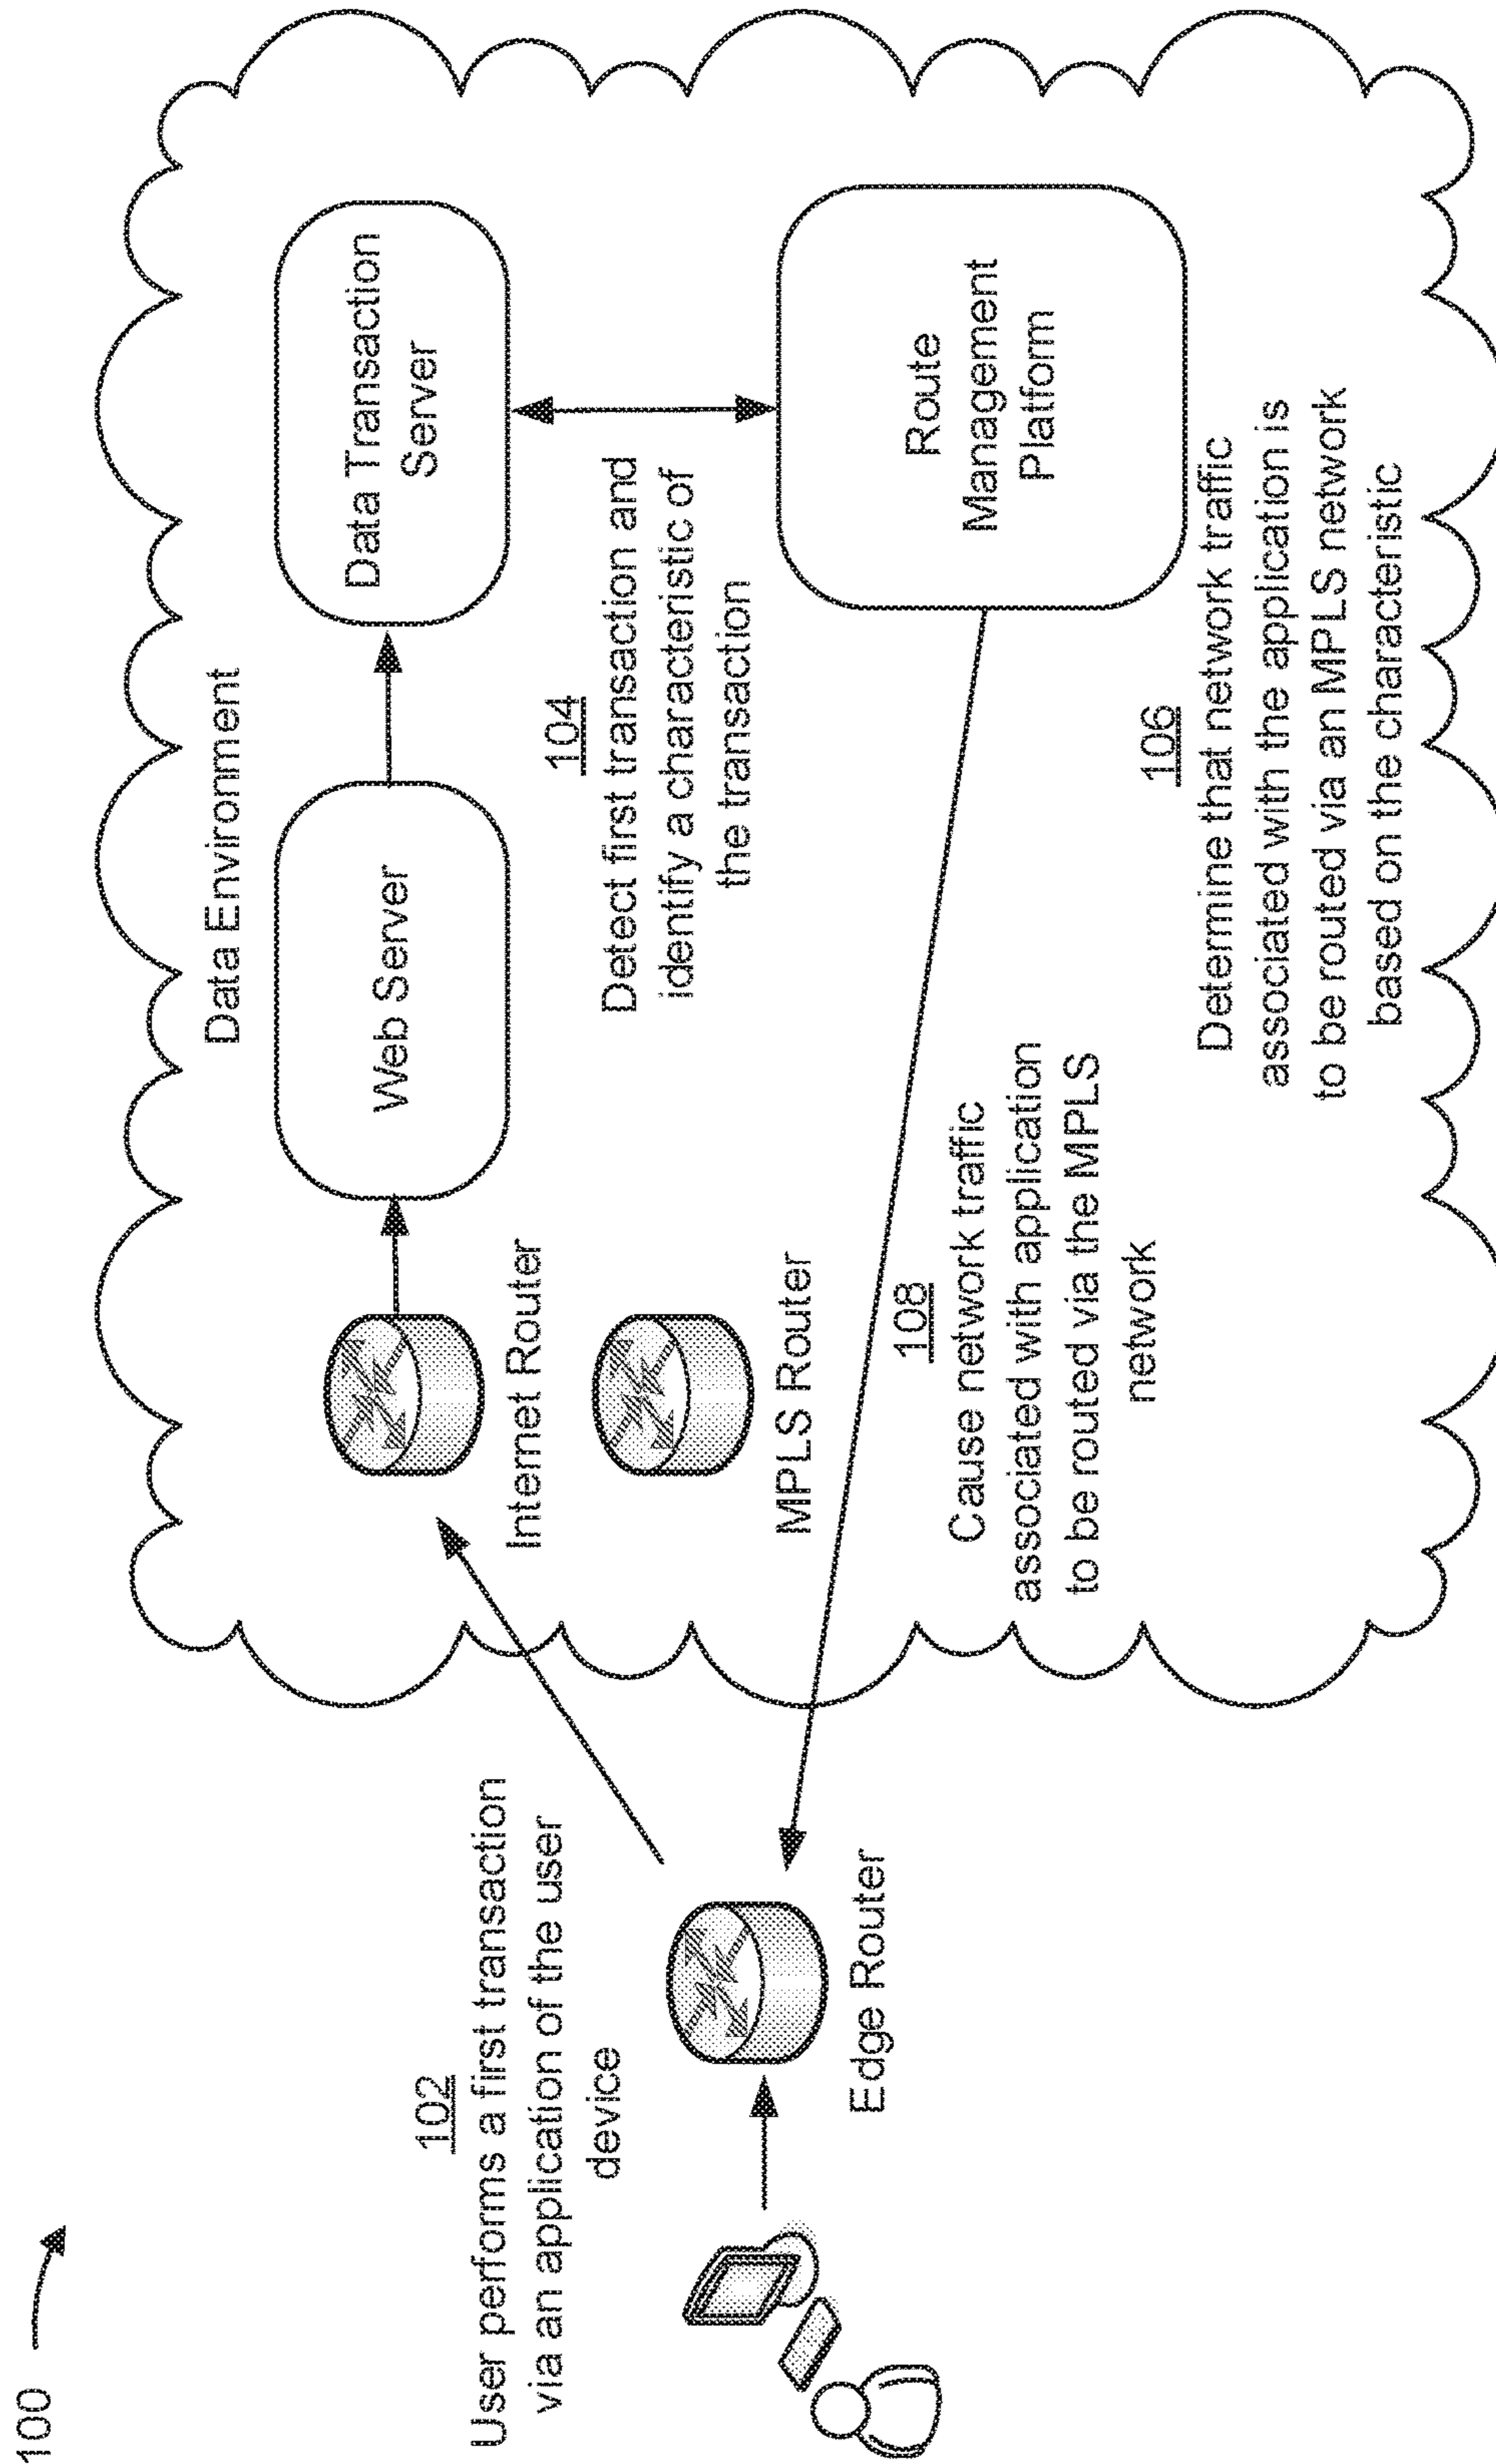 100
102
User performs a first transaction
via an application of the user
device
Edge Router
Data Environment
Internet Router
MPLS Router
Web Server
Data Transaction
Server
104
Detect first transaction and
identify a characteristic of
the transaction
Route
Management
Platform
106
Determine that network traffic
associated with the application is
to be routed via an MPLS network
based on the characteristic
108
Cause network traffic
associated with application
to be routed via the MPLS
network